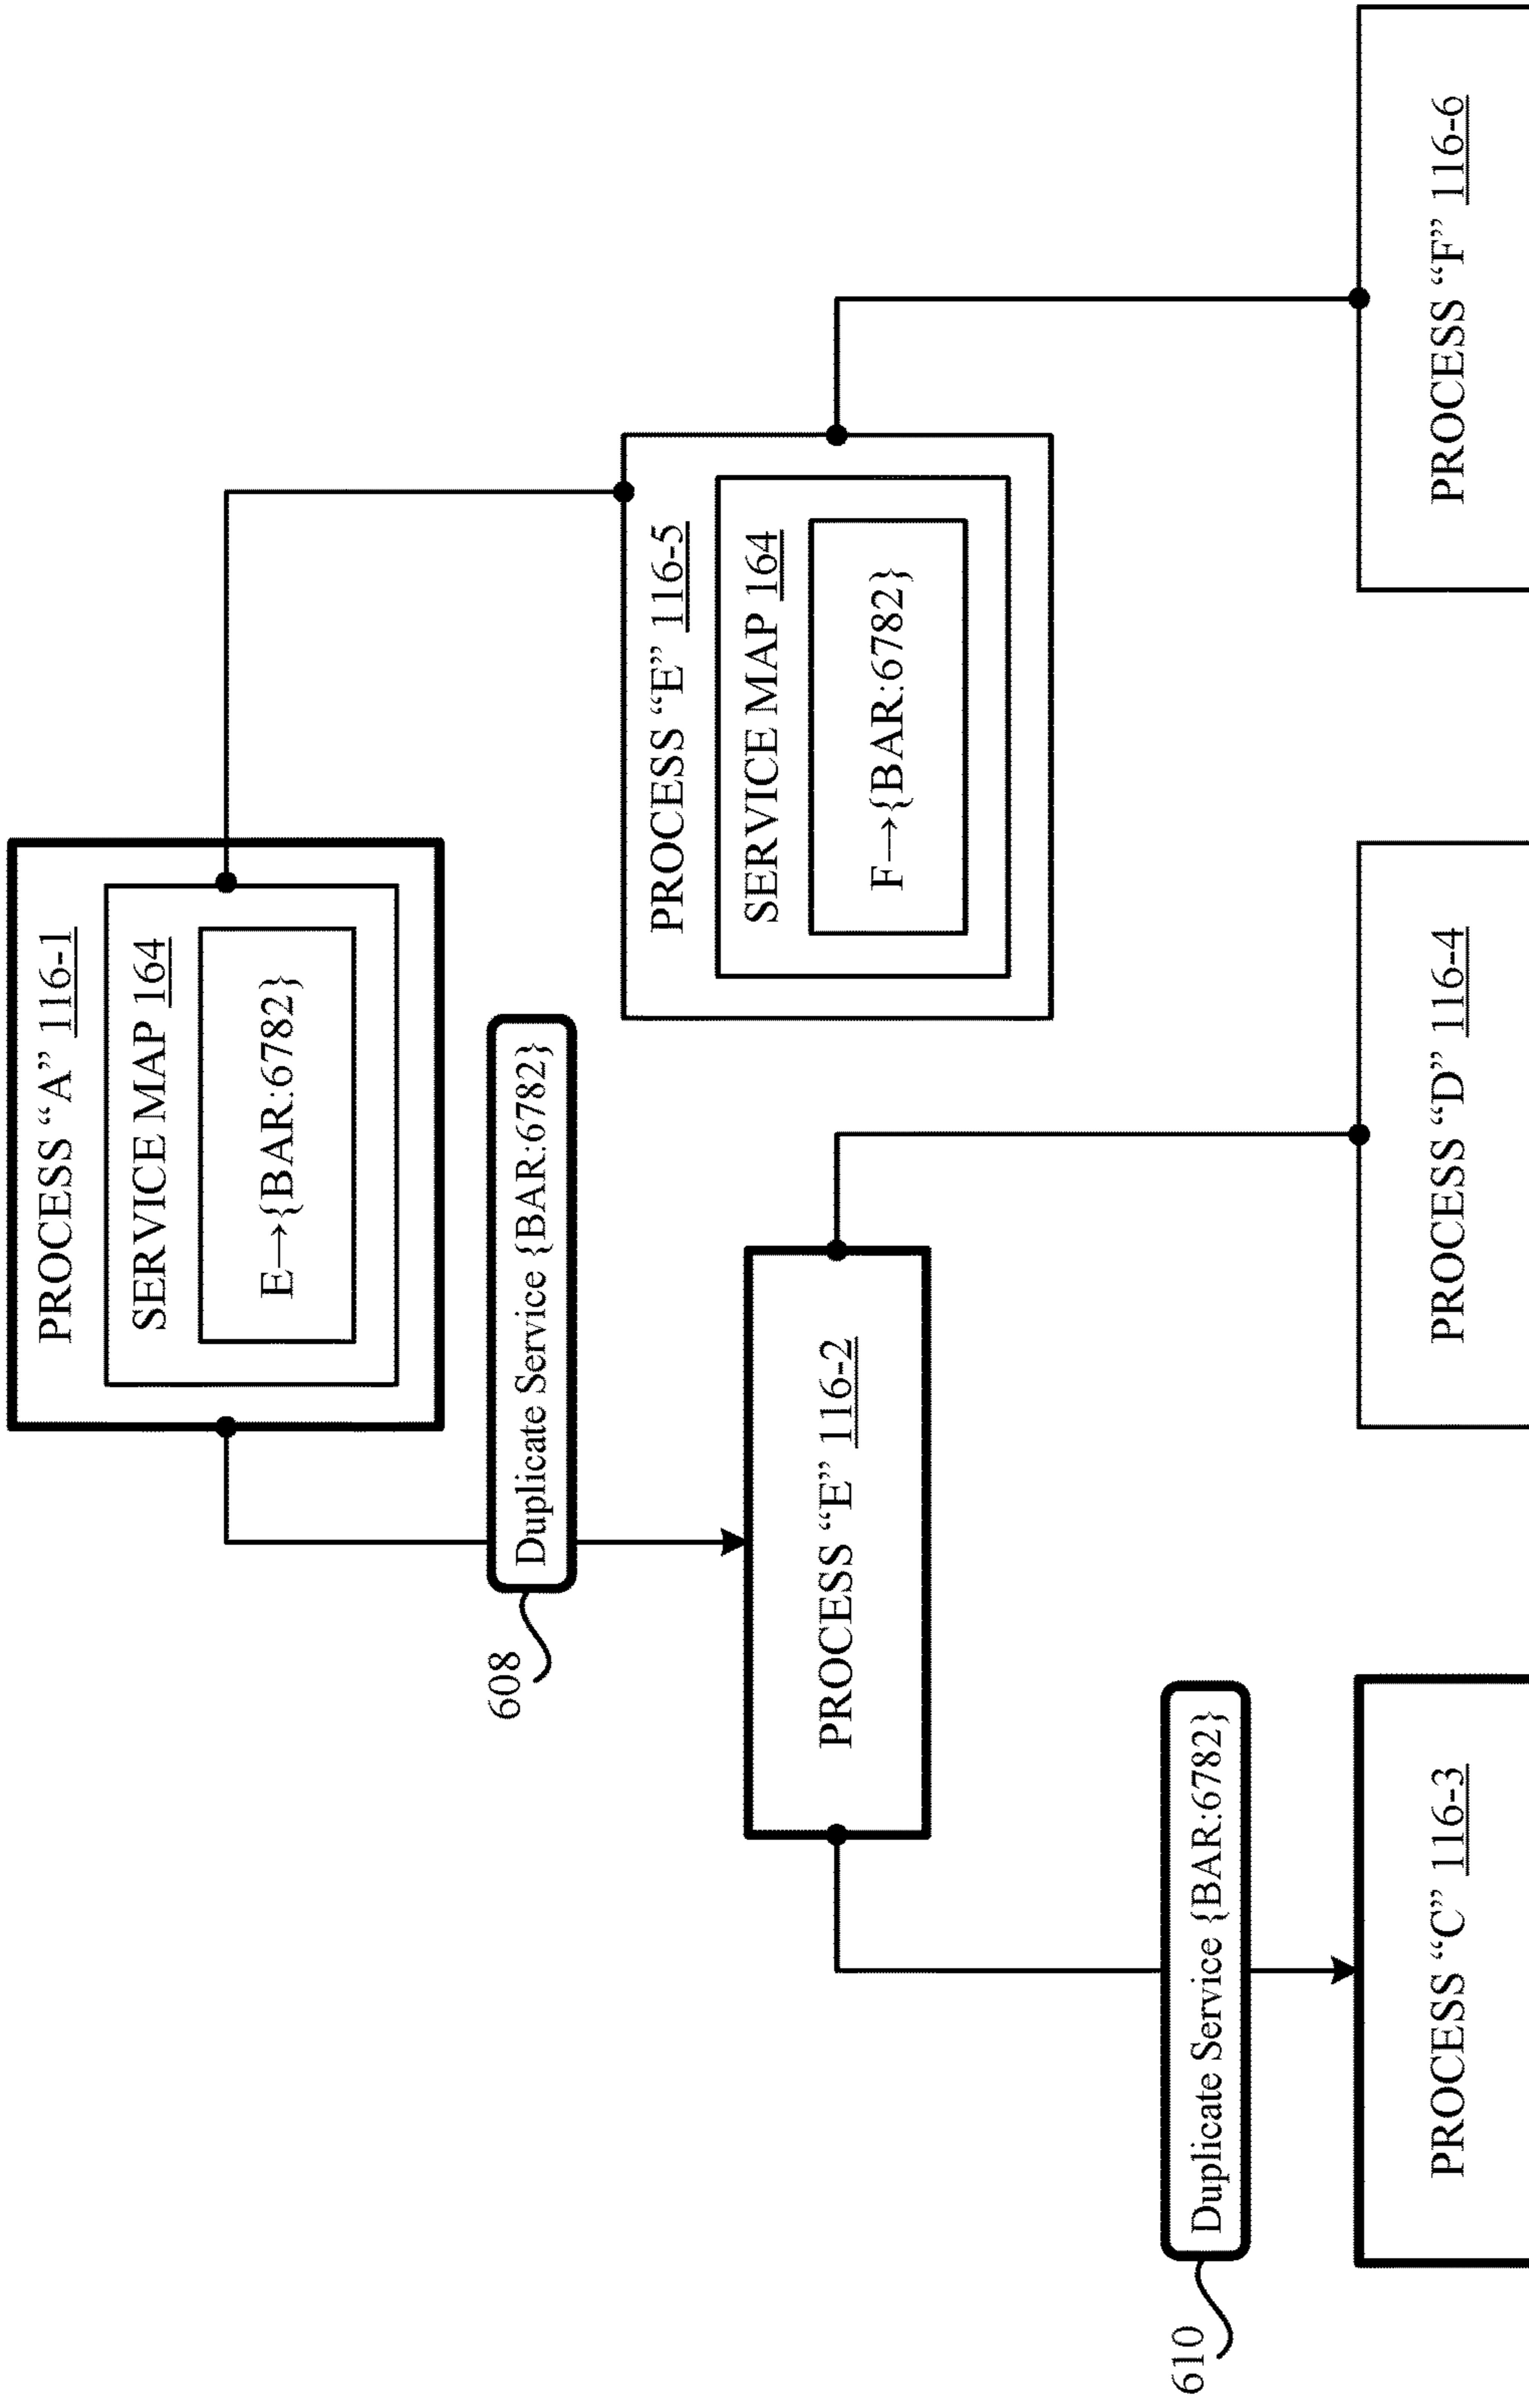 PROCESS “A” 116-1
SERVICE MAP 164
E→{BAR:6782}
608
Duplicate Service {BAR:6782}
PROCESS “E” 116-5
SERVICE MAP 164
F→{BAR:6782}
PROCESS “E” 116-2
610
Duplicate Service {BAR:6782}
PROCESS “C” 116-3
PROCESS “D” 116-4
PROCESS “F” 116-6